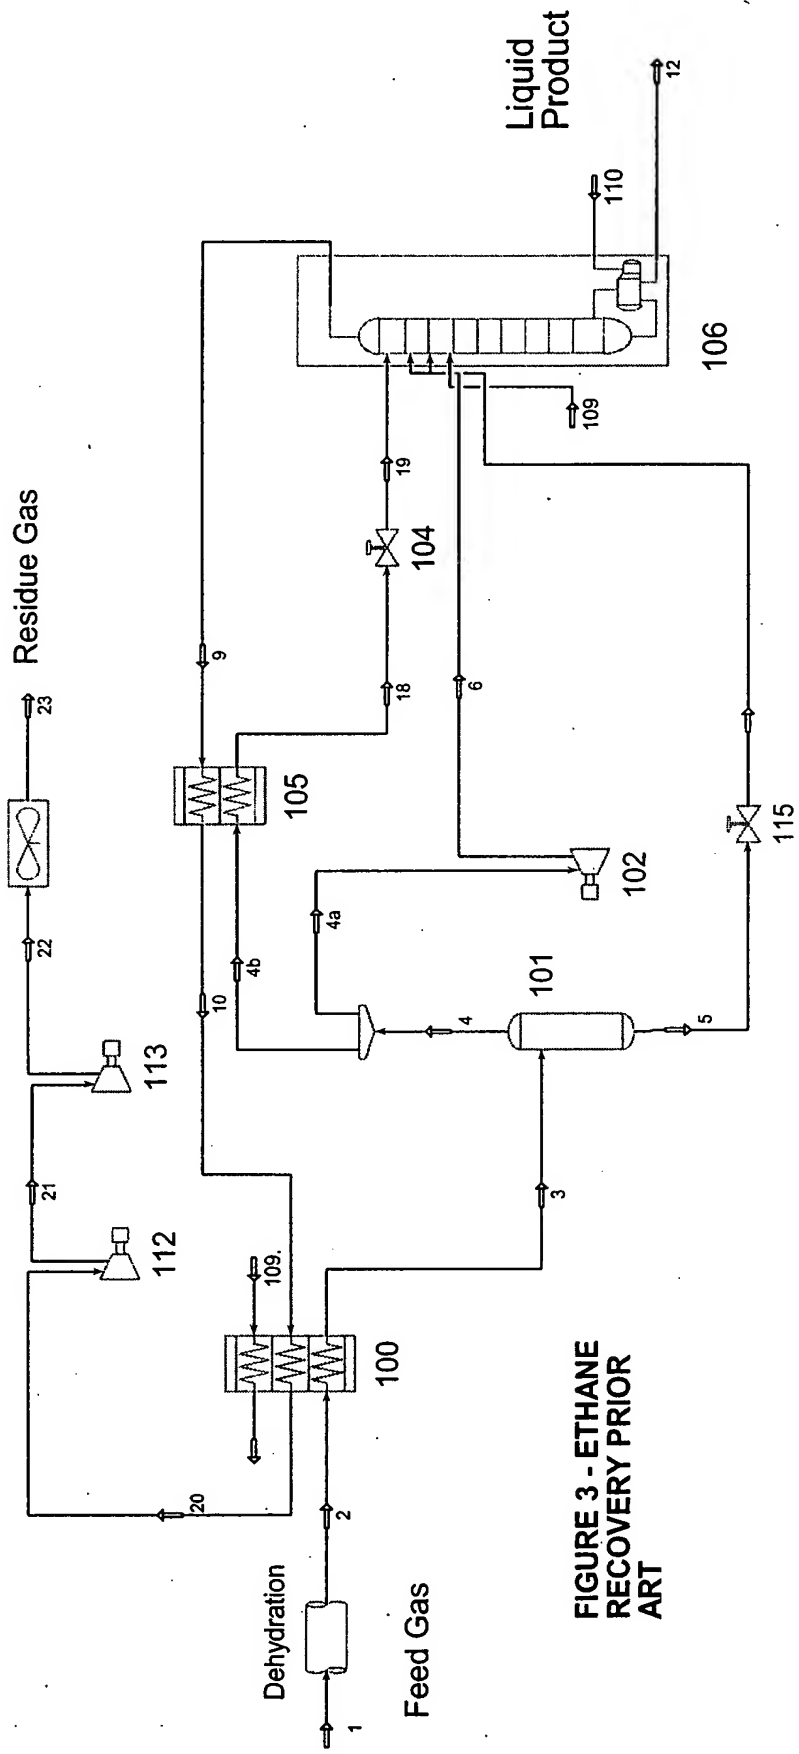 Residue Gas
23
22
113
21
112
20
9
105
10
4b
4a
18
104
19
6
102
109
106
110
Liquid
Product
12
101
4
5
115
3
109.
100
2
Dehydration
Feed Gas
1
FIGURE 3 - ETHANE
RECOVERY PRIOR
ART